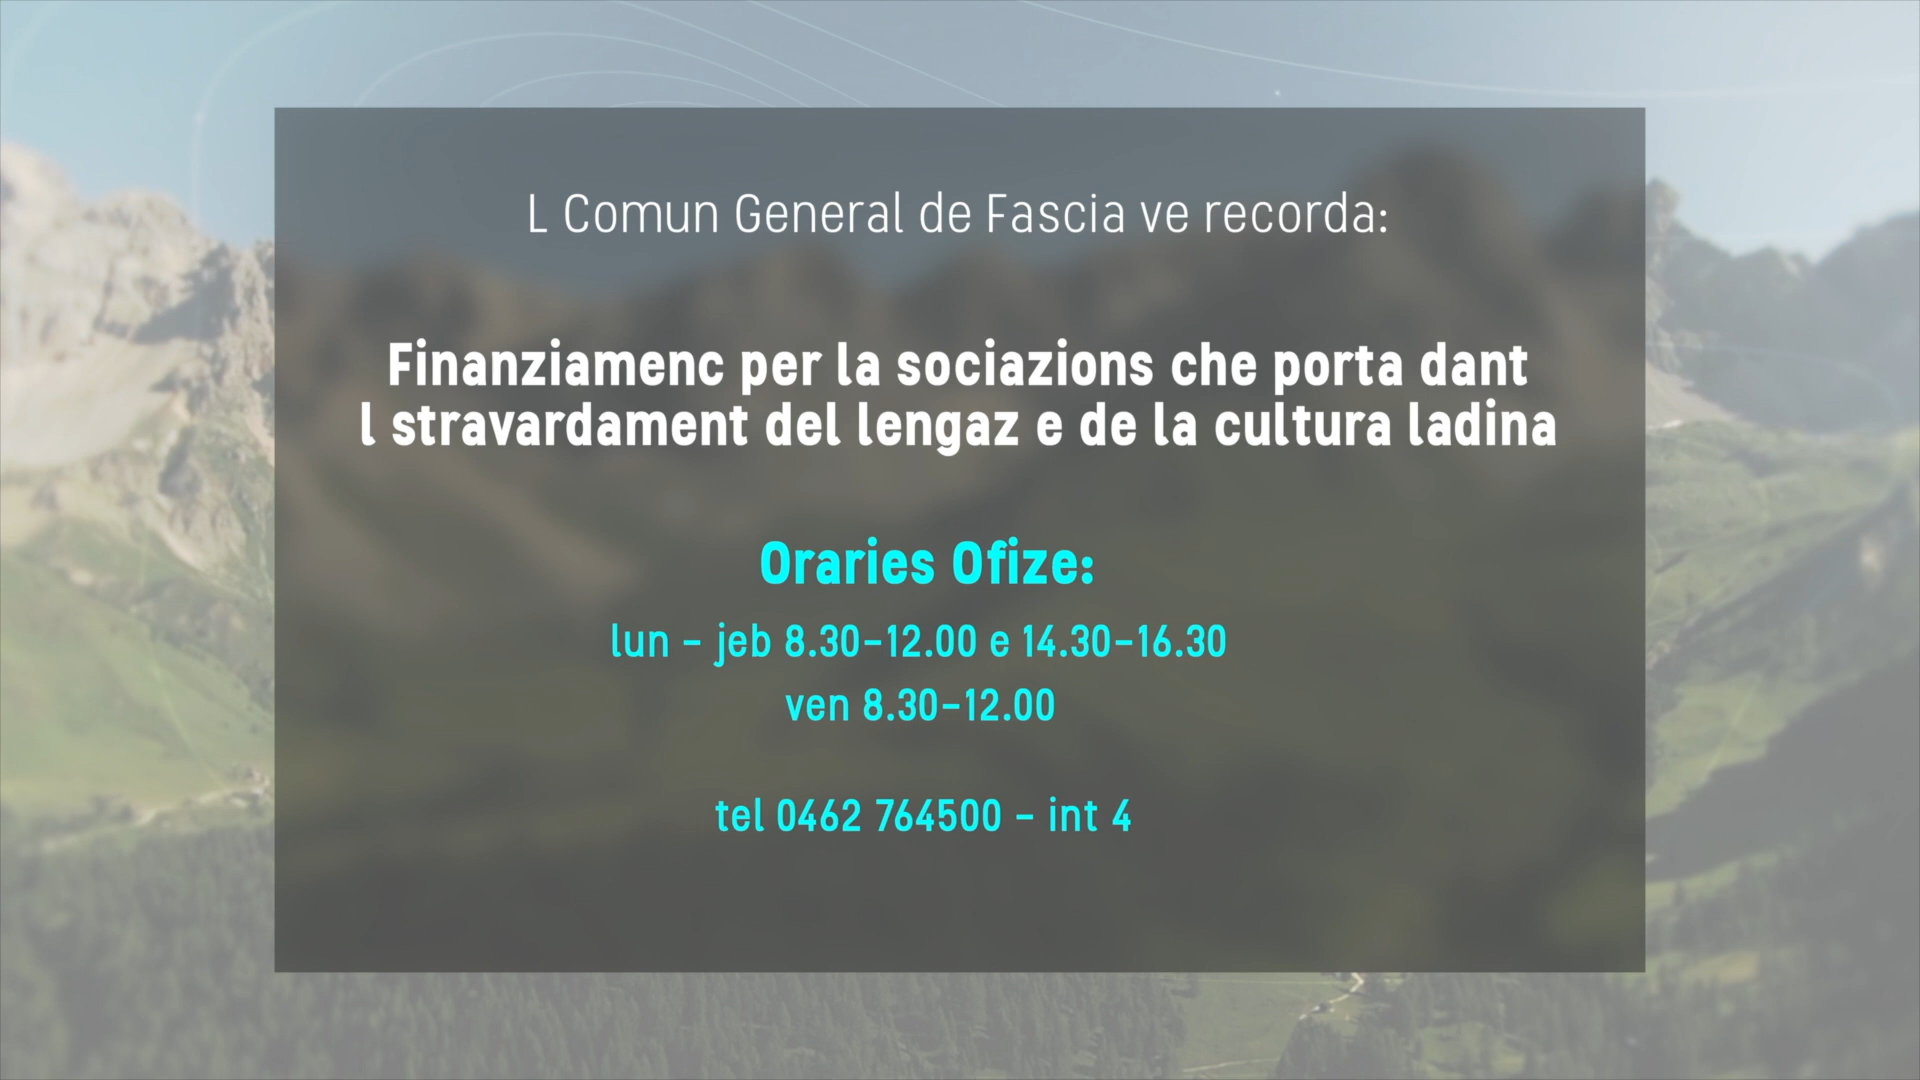 L Comun General de Fascia ve recorda:
Finanziamenc per la sociazions che porta dant
l stravardament del lengaz e de la cultura ladina
Oraries Ofize:
lun - jeb 8.30-12.00 e 14.30-16.30
ven 8.30-12.00
tel 0462 764500 - int 4